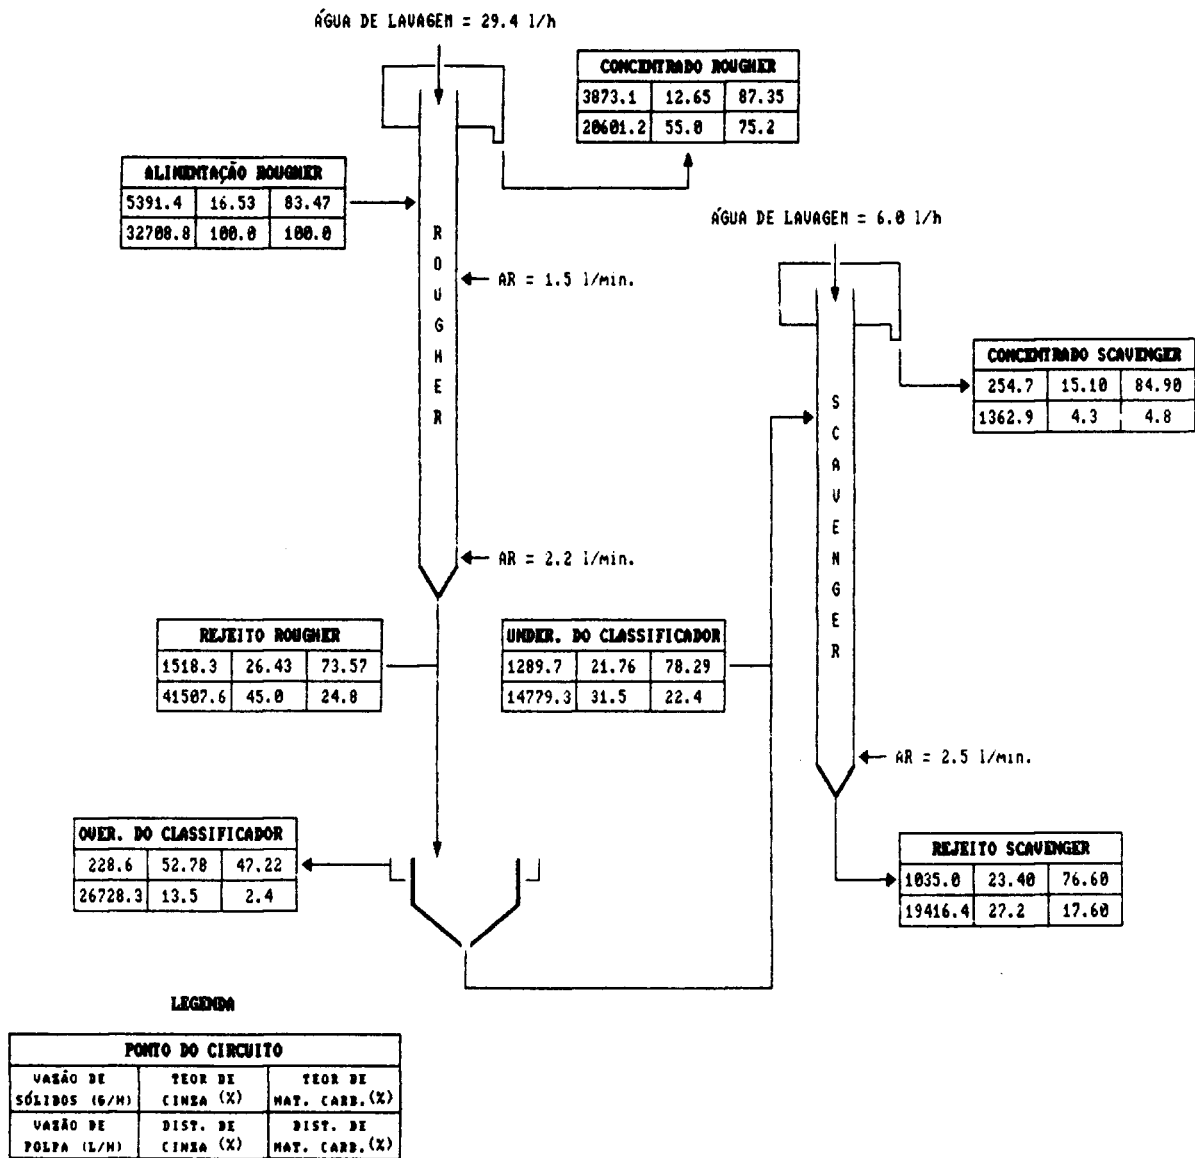 ÁGUA DE LAVAGEM = 29.4 l/h
CONCENTRADO ROUGHER
3873.1 12.65 87.35
20601.2 55.0 75.2
ALIMENTAÇÃO ROUGHER
5391.4 16.53 83.47
32708.8 100.0 100.0
ÁGUA DE LAVAGEM = 6.0 l/h
ROUGHER
AR = 1.5 l/min.
CONCENTRADO SCAVENGER
254.7 15.10 84.90
1362.9 4.3 4.8
SCAVENGER
AR = 2.2 l/min.
REJEITO ROUGHER
1518.3 26.43 73.57
41507.6 45.0 24.8
UNDER. DO CLASSIFICADOR
1289.7 21.76 78.29
14779.3 31.5 22.4
AR = 2.5 l/min.
OVER. DO CLASSIFICADOR
228.6 52.78 47.22
26728.3 13.5 2.4
REJEITO SCAVENGER
1035.0 23.40 76.60
19416.4 27.2 17.60
LEGENDA
PONTO DO CIRCUITO
VAZÃO DE TEOR DE TEOR DE
SÓLIDOS (G/H) CINZA (%) MAT. CARB.(%)
VAZÃO DE DIST. DE DIST. DE
POLPA (L/H) CINZA (%) MAT. CARB.(%)